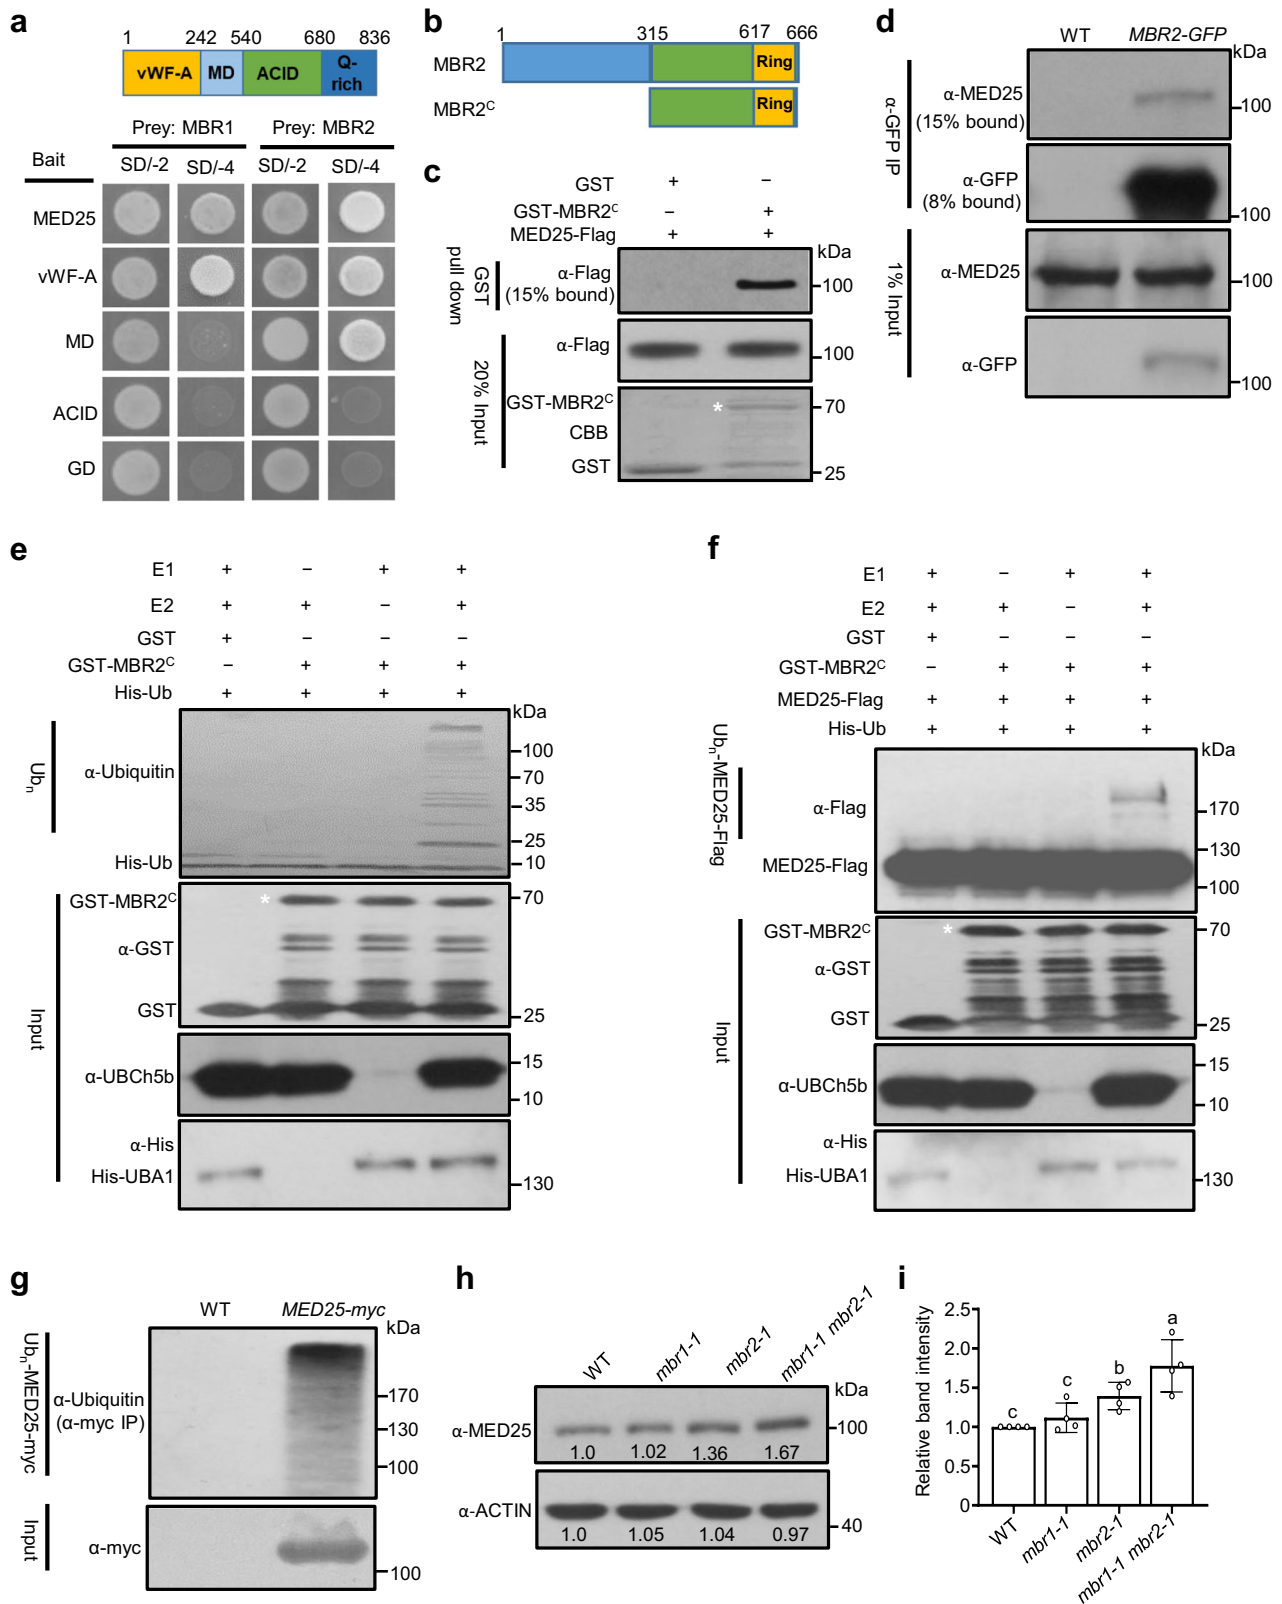 a
1 242 540 680 836
vWF-A MD ACID Q-rich
Prey: MBR1 Prey: MBR2
Bait SD/-2 SD/-4 SD/-2 SD/-4
MED25
vWF-A
MD
ACID
GD
b
1 315 617 666
MBR2 Ring
MBR2ᶜ Ring
c
GST + −
GST-MBR2ᶜ − +
MED25-Flag + +
kDa
GST pull down
α-Flag (15% bound) 100
20% Input
α-Flag 100
GST-MBR2ᶜ * 70
CBB
GST 25
d
WT MBR2-GFP
kDa
α-GFP IP
α-MED25 (15% bound) 100
α-GFP (8% bound) 100
1% Input
α-MED25 100
α-GFP 100
e
E1 + − + +
E2 + + − +
GST + − − −
GST-MBR2ᶜ − + + +
His-Ub + + + +
kDa
Ubₙ
α-Ubiquitin
100
70
35
25
His-Ub 10
Input
GST-MBR2ᶜ * 70
α-GST
GST 25
α-UBCh5b 15
10
α-His
His-UBA1 130
f
E1 + − + +
E2 + + − +
GST + − − −
GST-MBR2ᶜ − + + +
MED25-Flag + + + +
His-Ub + + + +
kDa
Ubₙ-MED25-Flag
α-Flag 170
130
MED25-Flag
100
Input
GST-MBR2ᶜ * 70
α-GST
GST 25
α-UBCh5b 15
10
α-His
His-UBA1 130
g
WT MED25-myc
kDa
Ubₙ-MED25-myc
α-Ubiquitin (α-myc IP)
170
130
100
Input
α-myc
100
h
WT mbr1-1 mbr2-1 mbr1-1 mbr2-1
kDa
α-MED25 100
1.0 1.02 1.36 1.67
α-ACTIN 40
1.0 1.05 1.04 0.97
i
Relative band intensity
2.5
2.0
1.5
1.0
0.5
0
c c b a
WT mbr1-1 mbr2-1 mbr1-1 mbr2-1